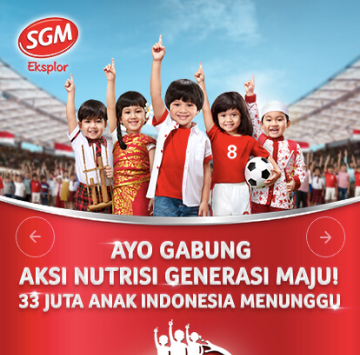 SGM
Eksplor
8
AYO GABUNG
AKSI NUTRISI GENERASI MAJU!
33 JUTA ANAK INDONESIA MENUNGGU